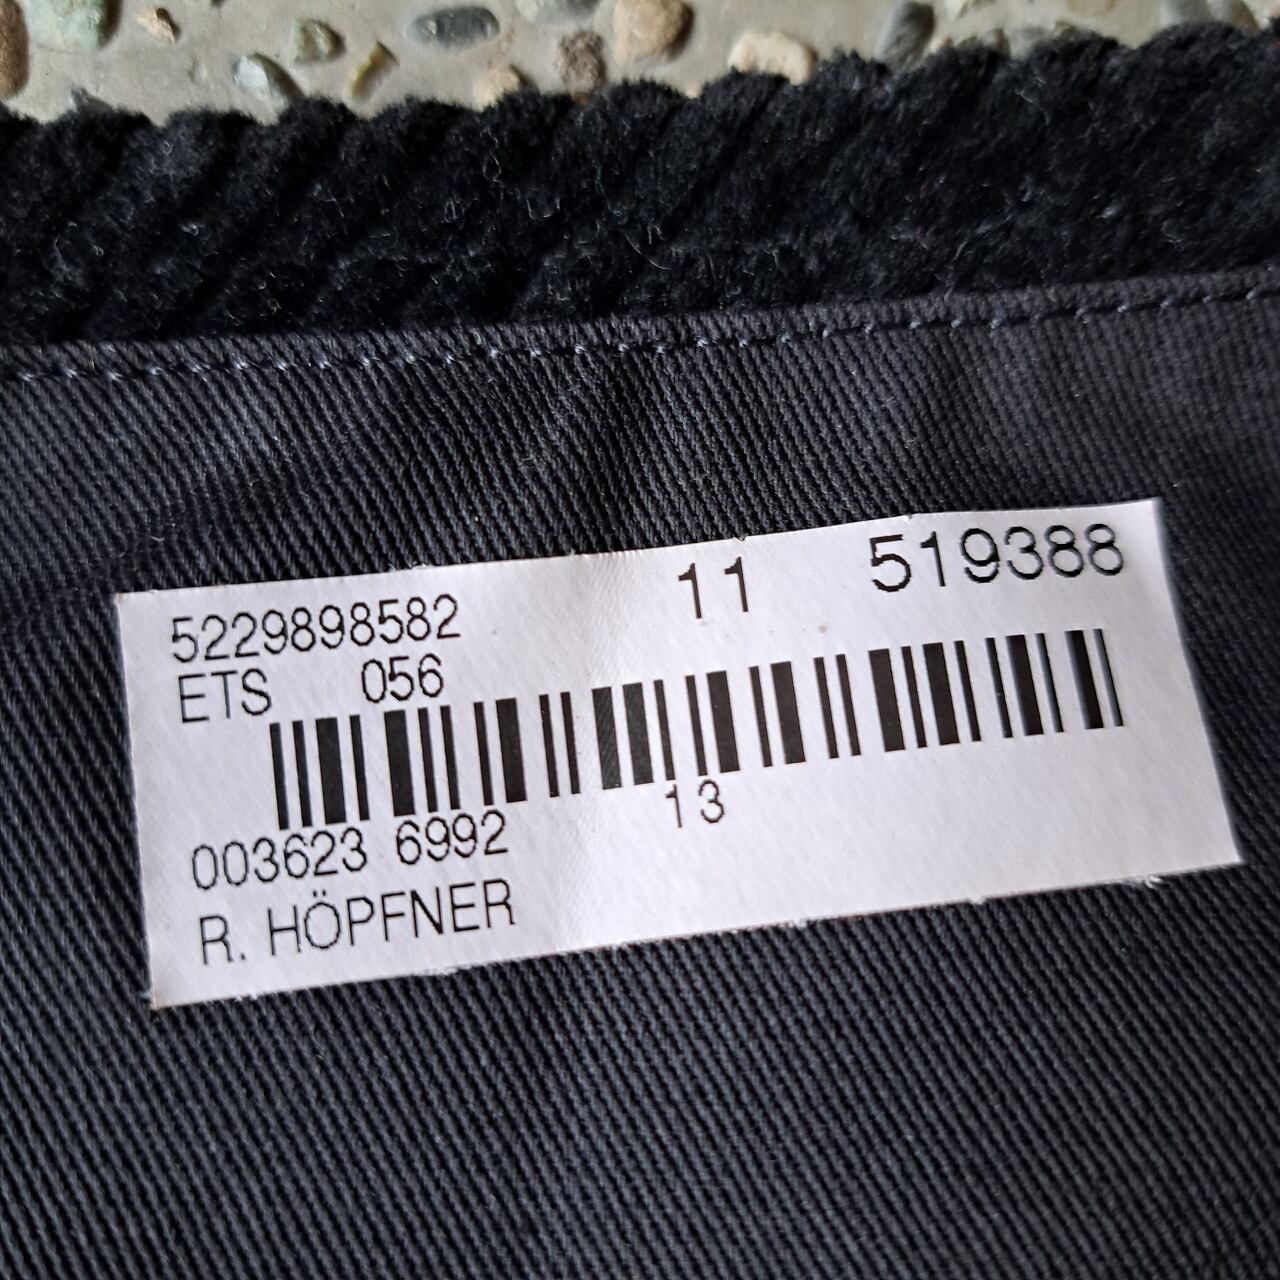 5229898582 11 519388
ETS 056
003623 6992 13
R. HÖPFNER